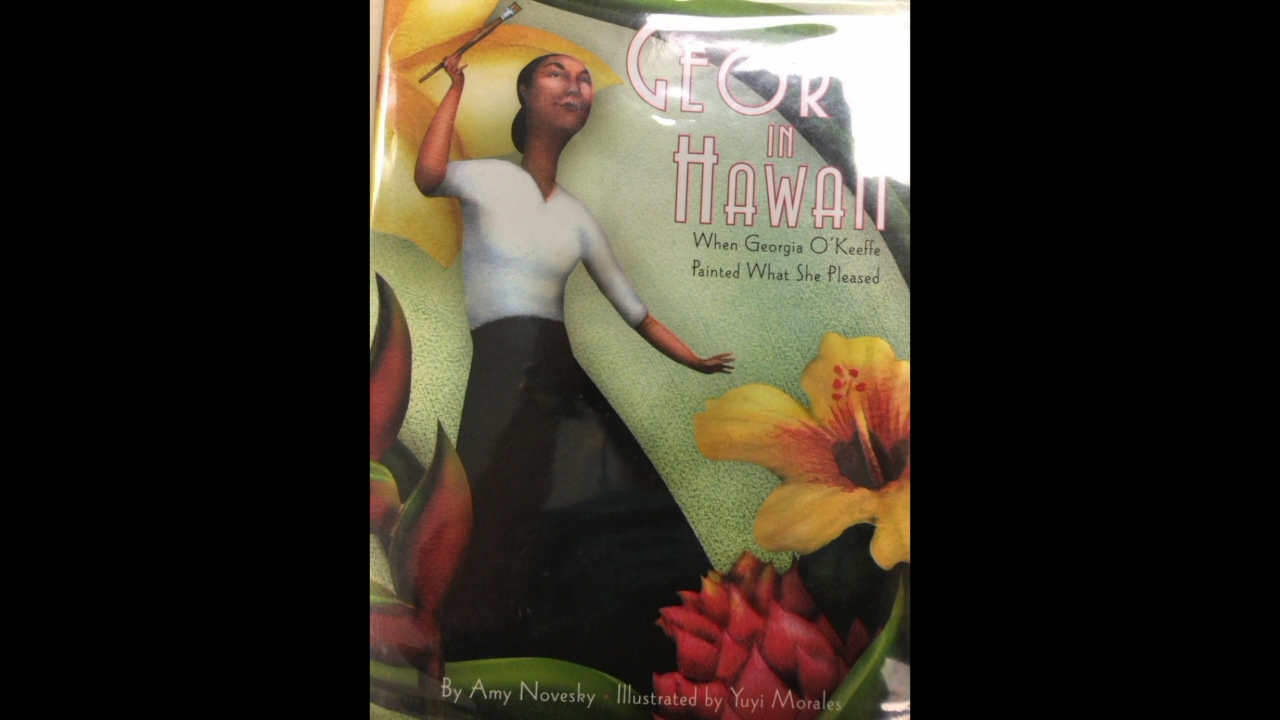 GEOR
IN
HAWAII
When Georgia O'Keeffe
Painted What She Pleased
By Amy Novesky • Illustrated by Yuyi Morales